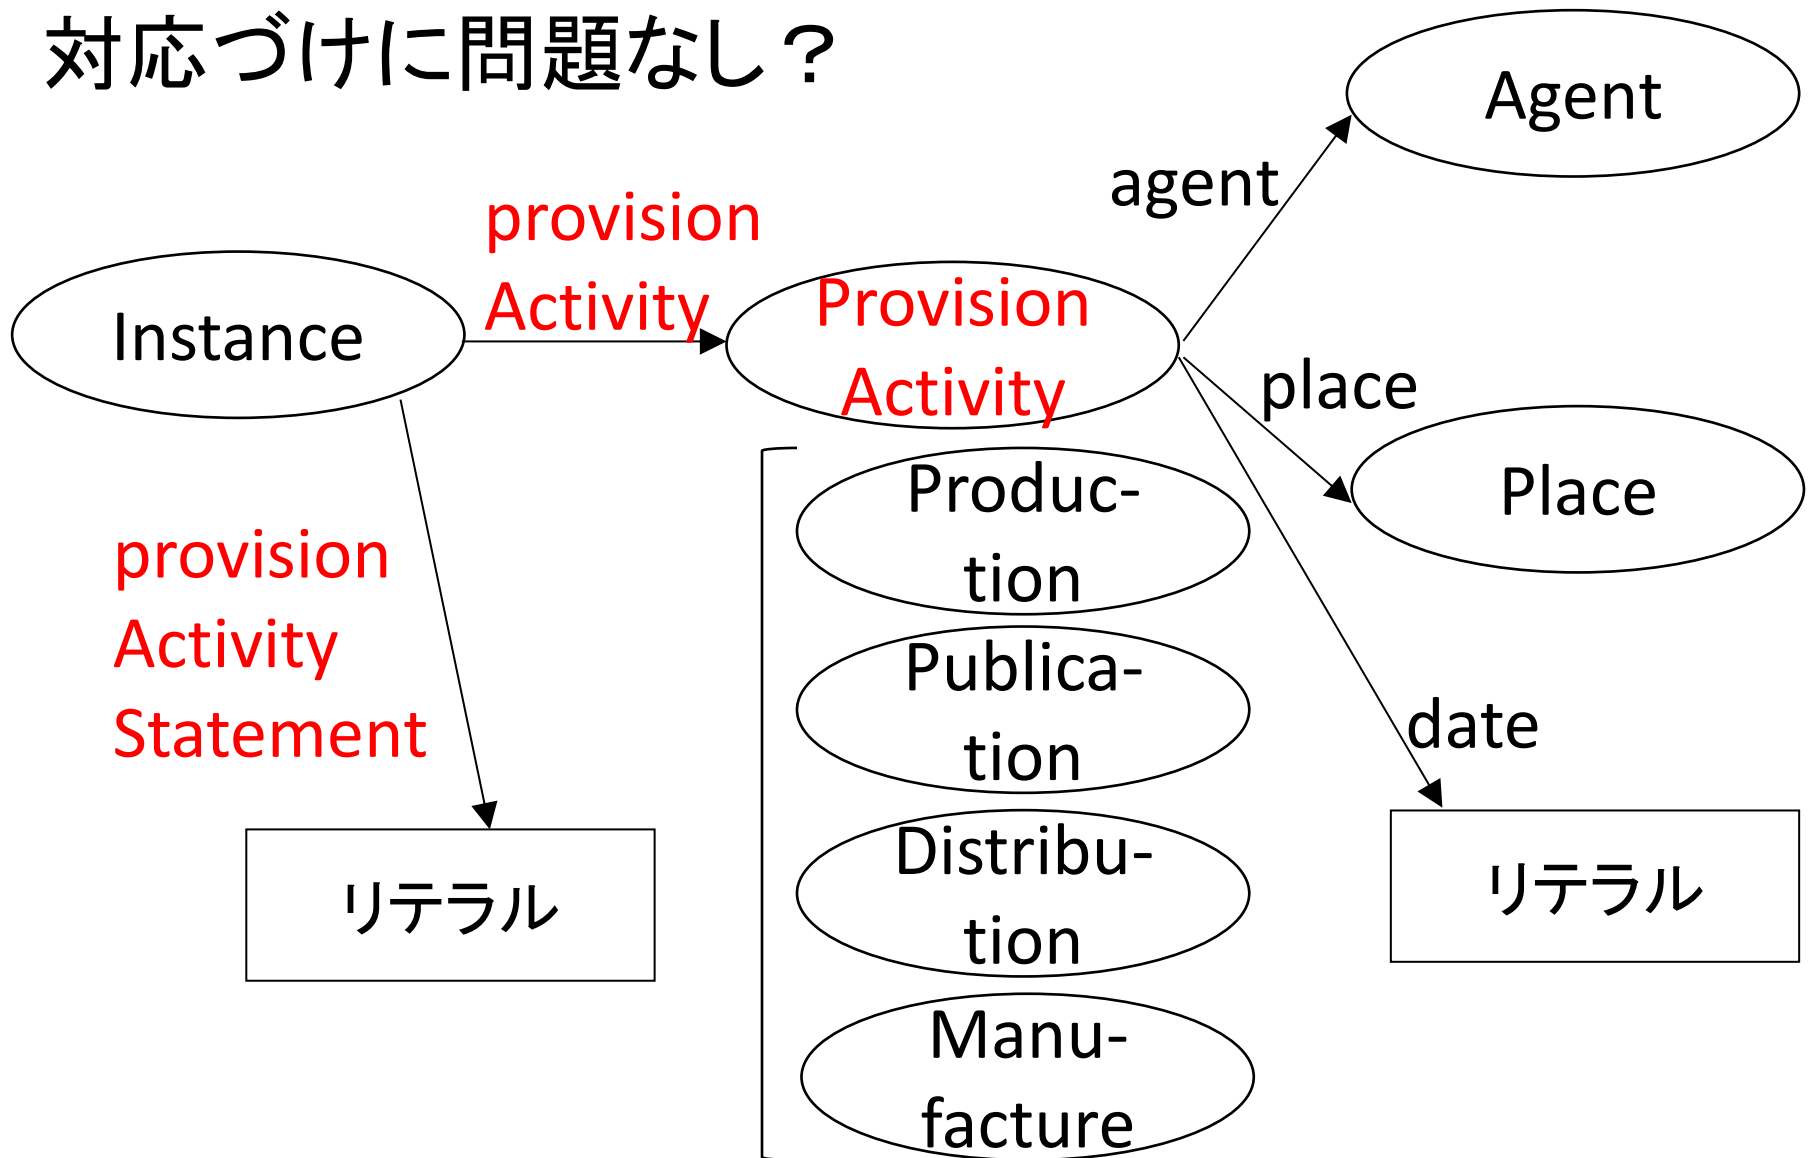 対応づけに問題なし？
Agent
agent
provision
Activity
Instance
Provision
Activity
place
Place
Produc-
tion
provision
Activity
Statement
Publica-
tion
date
Distribu-
tion
リテラル
リテラル
Manu-
facture